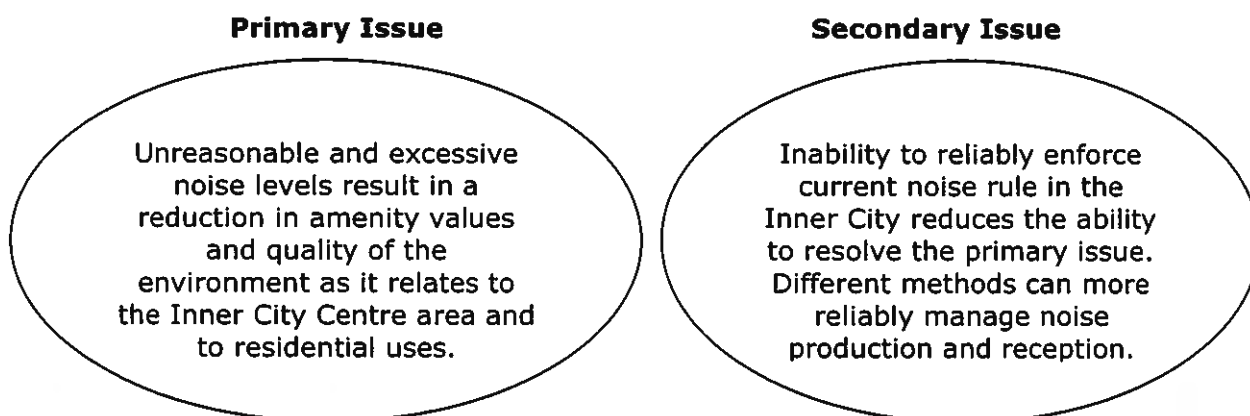 Primary Issue
Unreasonable and excessive
noise levels result in a
reduction in amenity values
and quality of the
environment as it relates to
the Inner City Centre area and
to residential uses.
Secondary Issue
Inability to reliably enforce
current noise rule in the
Inner City reduces the ability
to resolve the primary issue.
Different methods can more
reliably manage noise
production and reception.